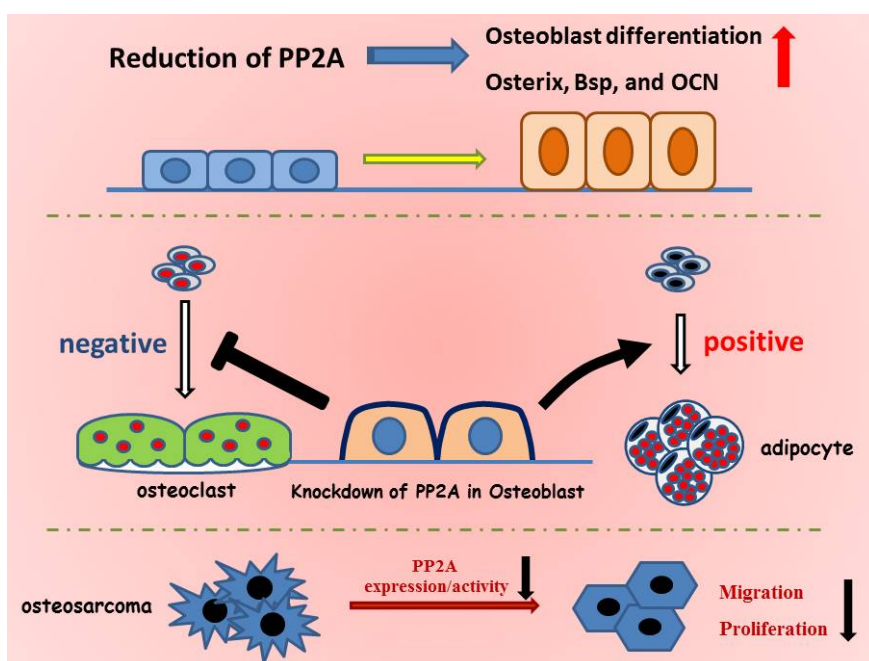 Reduction of PP2A
Osteoblast differentiation
Osterix, Bsp, and OCN
negative
positive
osteoclast
Knockdown of PP2A in Osteoblast
adipocyte
osteosarcoma
PP2A
expression/activity
Migration
Proliferation